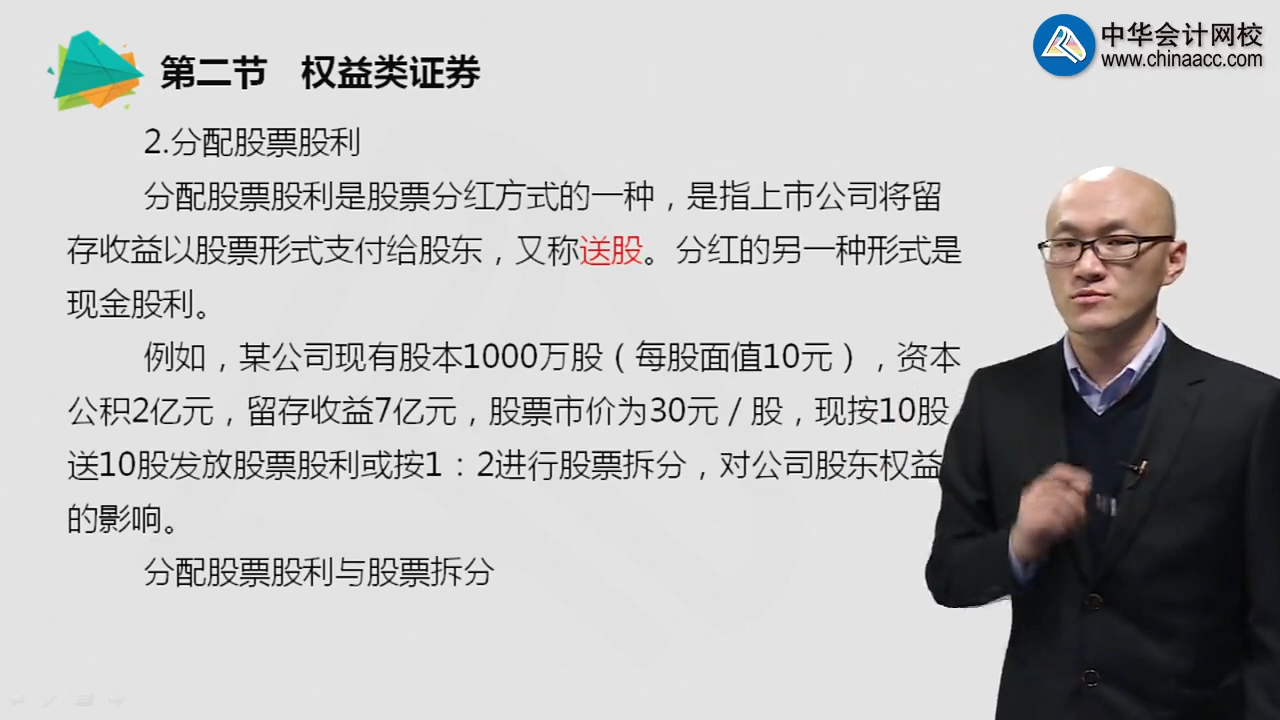 中华会计网校
www.chinaacc.com
第二节 权益类证券
2.分配股票股利
分配股票股利是股票分红方式的一种，是指上市公司将留
存收益以股票形式支付给股东，又称送股。分红的另一种形式是
现金股利。
例如，某公司现有股本1000万股（每股面值10元），资本
公积2亿元，留存收益7亿元，股票市价为30元／股，现按10股
送10股发放股票股利或按1：2进行股票拆分，对公司股东权益
的影响。
分配股票股利与股票拆分